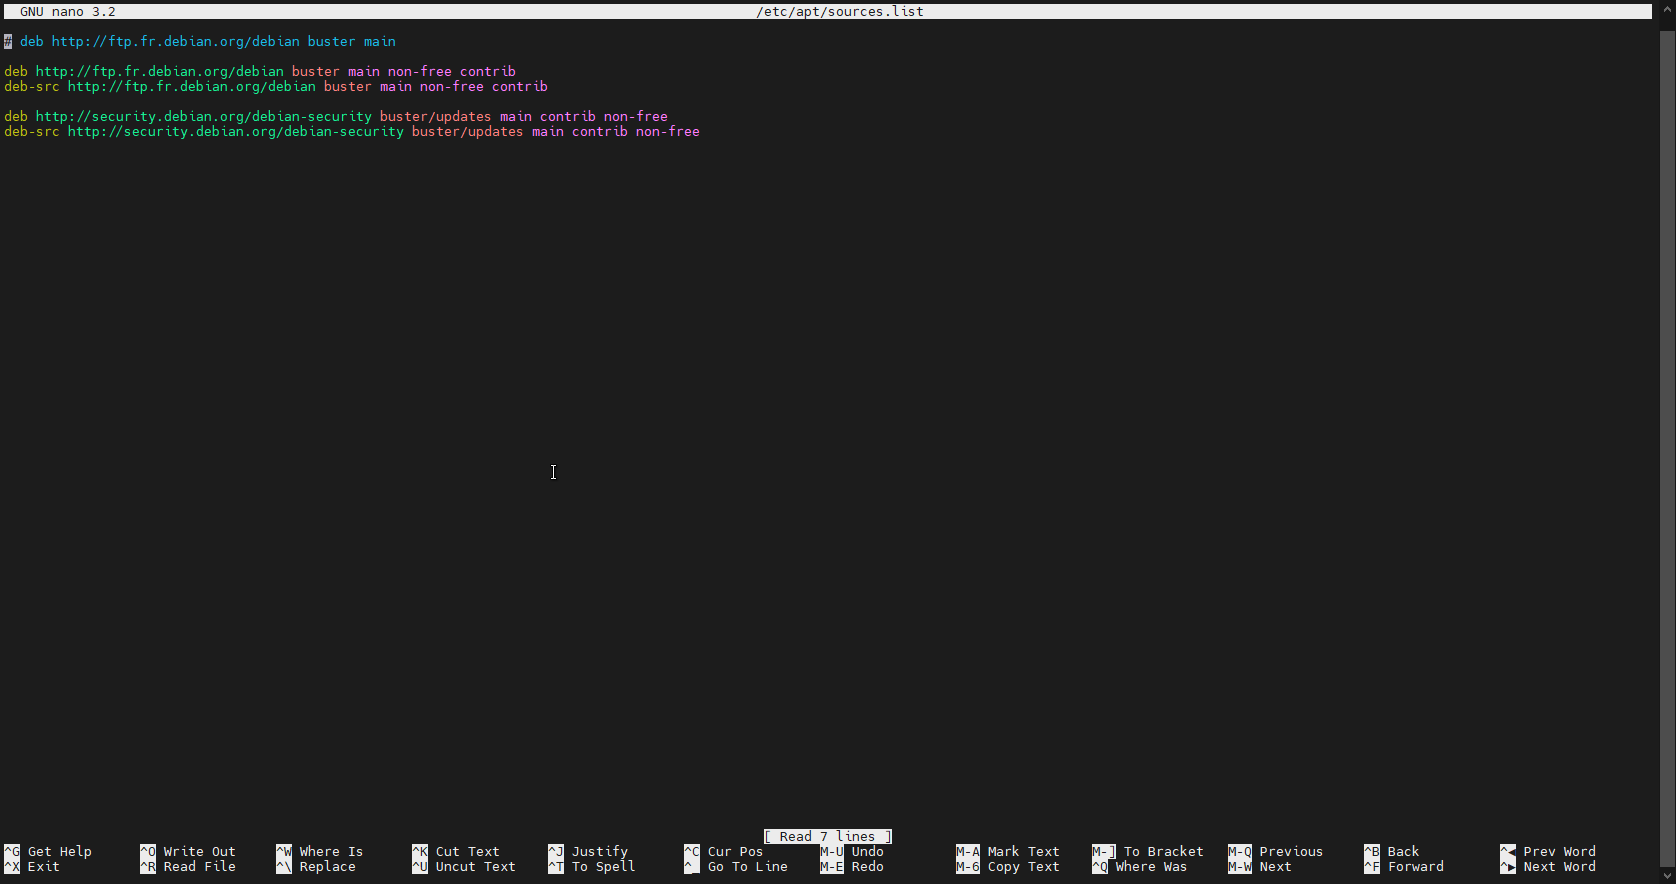 GNU nano 3.2 /etc/apt/sources.list
# deb http://ftp.fr.debian.org/debian buster main
deb http://ftp.fr.debian.org/debian buster main non-free contrib
deb-src http://ftp.fr.debian.org/debian buster main non-free contrib
deb http://security.debian.org/debian-security buster/updates main contrib non-free
deb-src http://security.debian.org/debian-security buster/updates main contrib non-free
[ Read 7 lines ]
^G Get Help ^O Write Out ^W Where Is ^K Cut Text ^J Justify ^C Cur Pos M-U Undo M-A Mark Text M-] To Bracket M-Q Previous ^B Back ^◀ Prev Word
^X Exit ^R Read File ^\ Replace ^U Uncut Text ^T To Spell ^_ Go To Line M-E Redo M-6 Copy Text ^Q Where Was M-W Next ^F Forward ^▶ Next Word